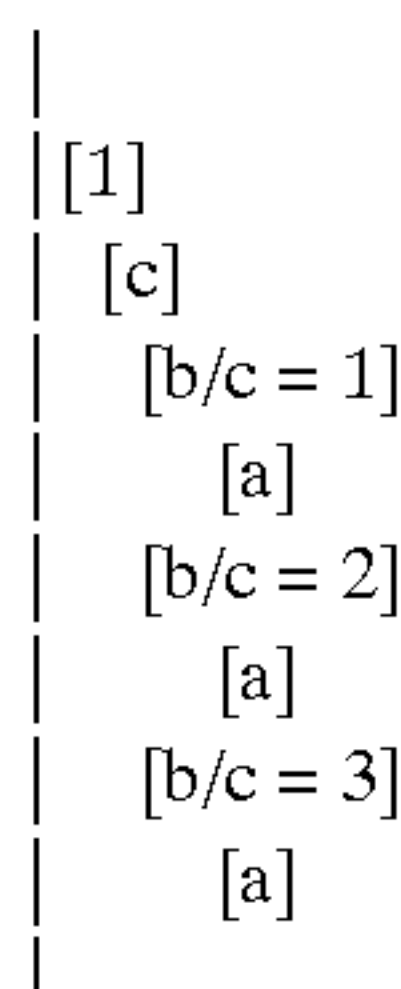 |
| [1]
| [c]
| [b/c = 1]
| [a]
| [b/c = 2]
| [a]
| [b/c = 3]
| [a]
|